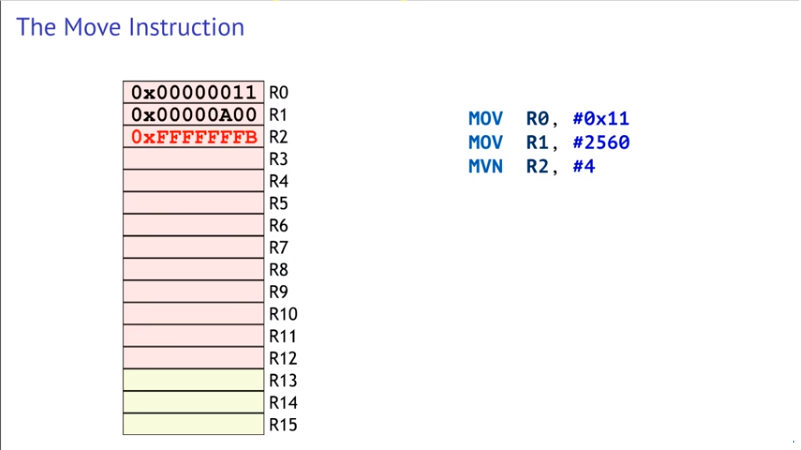 The Move Instruction
0x00000011 R0
0x00000A00 R1
0xFFFFFFFB R2
R3
R4
R5
R6
R7
R8
R9
R10
R11
R12
R13
R14
R15
MOV R0, #0x11
MOV R1, #2560
MVN R2, #4